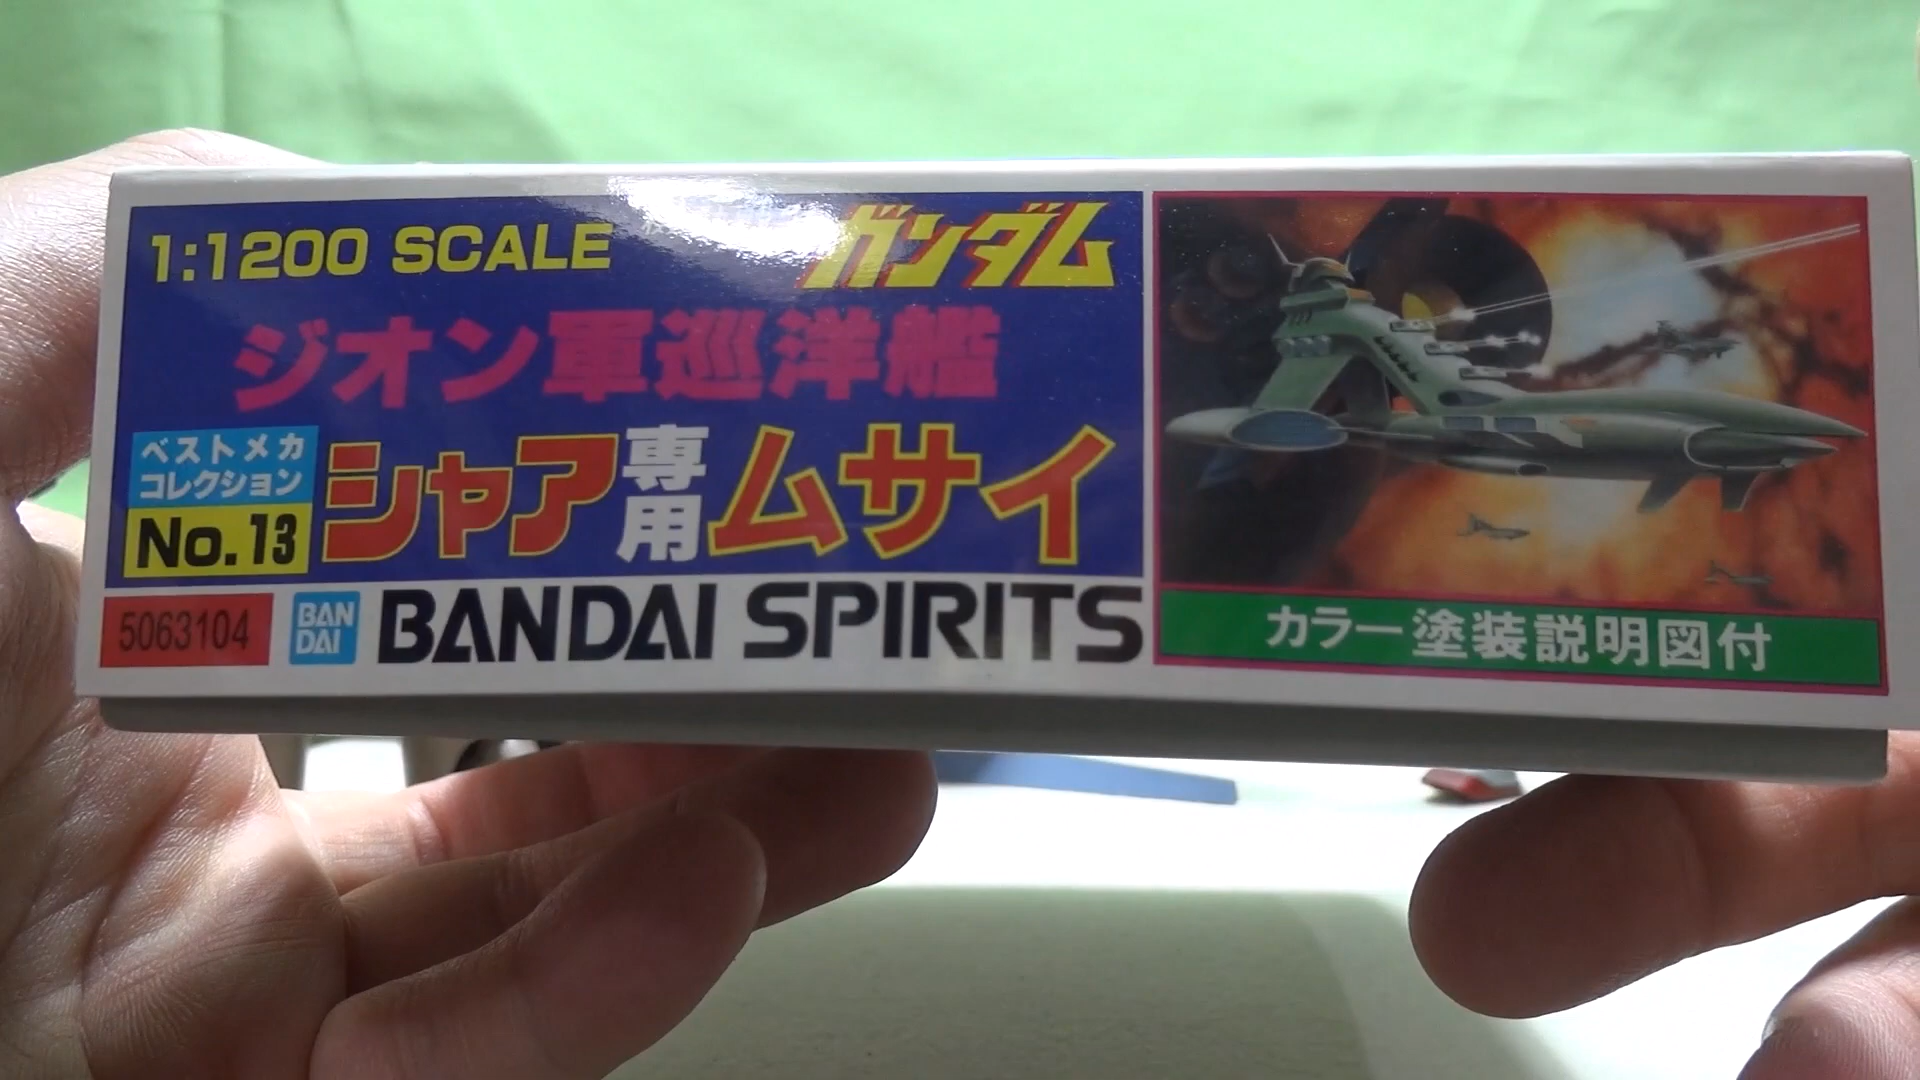 1:1200 SCALE
ガンダム
ジオン軍巡洋艦
ベストメカ
コレクション
No.13
シャア専用ムサイ
5063104
BAN
DAI
BANDAI SPIRITS
カラー塗装説明図付